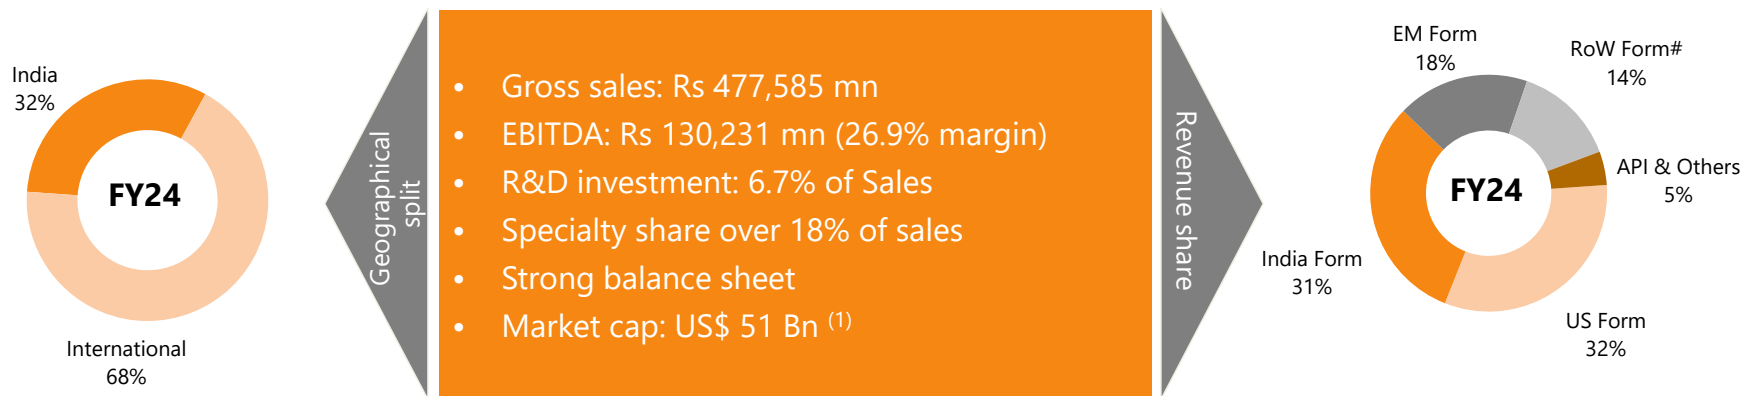 India
32%
FY24
International
68%
Geographical
split
• Gross sales: Rs 477,585 mn
• EBITDA: Rs 130,231 mn (26.9% margin)
• R&D investment: 6.7% of Sales
• Specialty share over 18% of sales
• Strong balance sheet
• Market cap: US$ 51 Bn (1)
Revenue share
EM Form
18%
RoW Form#
14%
API & Others
5%
FY24
India Form
31%
US Form
32%